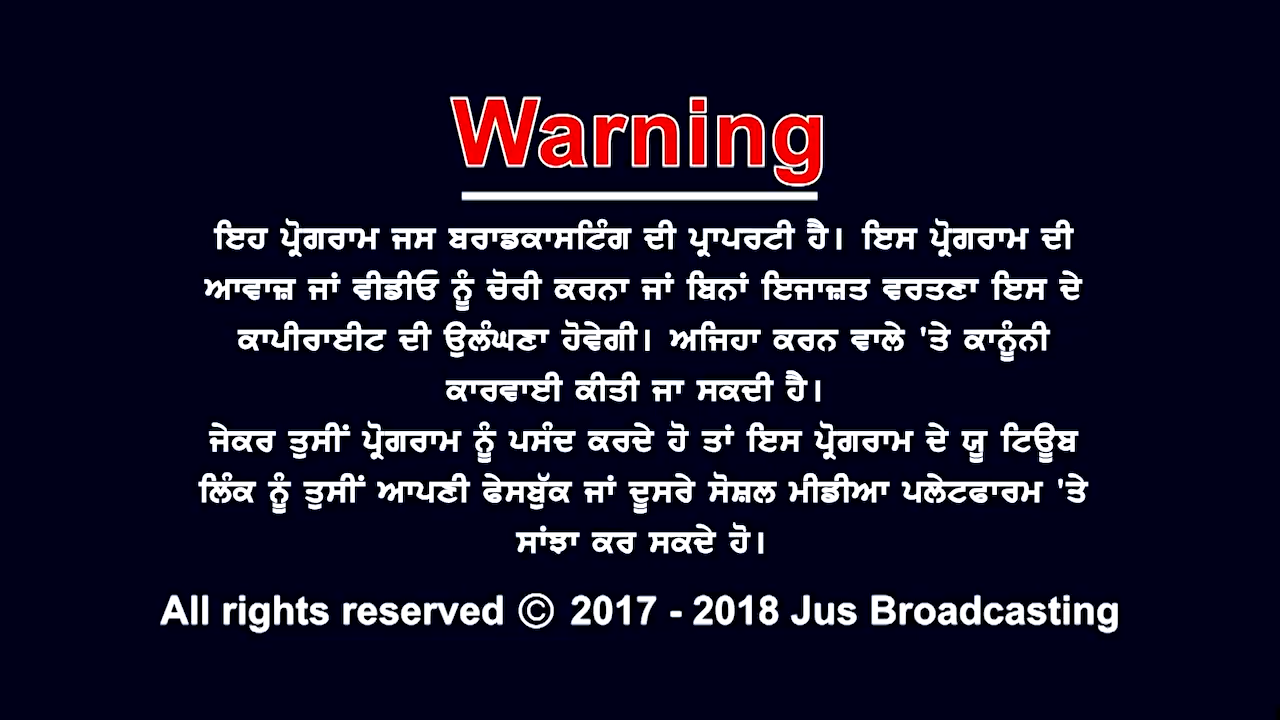 Warning
ਇਹ ਪ੍ਰੋਗਰਾਮ ਜਸ ਬਰਾਡਕਾਸਟਿੰਗ ਦੀ ਪ੍ਰਾਪਰਟੀ ਹੈ। ਇਸ ਪ੍ਰੋਗਰਾਮ ਦੀ
ਆਵਾਜ਼ ਜਾਂ ਵੀਡੀਓ ਨੂੰ ਚੋਰੀ ਕਰਨਾ ਜਾਂ ਬਿਨਾਂ ਇਜਾਜ਼ਤ ਵਰਤਣਾ ਇਸ ਦੇ
ਕਾਪੀਰਾਈਟ ਦੀ ਉਲੰਘਣਾ ਹੋਵੇਗੀ। ਅਜਿਹਾ ਕਰਨ ਵਾਲੇ 'ਤੇ ਕਾਨੂੰਨੀ
ਕਾਰਵਾਈ ਕੀਤੀ ਜਾ ਸਕਦੀ ਹੈ।
ਜੇਕਰ ਤੁਸੀਂ ਪ੍ਰੋਗਰਾਮ ਨੂੰ ਪਸੰਦ ਕਰਦੇ ਹੋ ਤਾਂ ਇਸ ਪ੍ਰੋਗਰਾਮ ਦੇ ਯੂ ਟਿਊਬ
ਲਿੰਕ ਨੂੰ ਤੁਸੀਂ ਆਪਣੀ ਫੇਸਬੁੱਕ ਜਾਂ ਦੂਸਰੇ ਸੋਸ਼ਲ ਮੀਡੀਆ ਪਲੇਟਫਾਰਮ 'ਤੇ
ਸਾਂਝਾ ਕਰ ਸਕਦੇ ਹੋ।
All rights reserved © 2017 - 2018 Jus Broadcasting